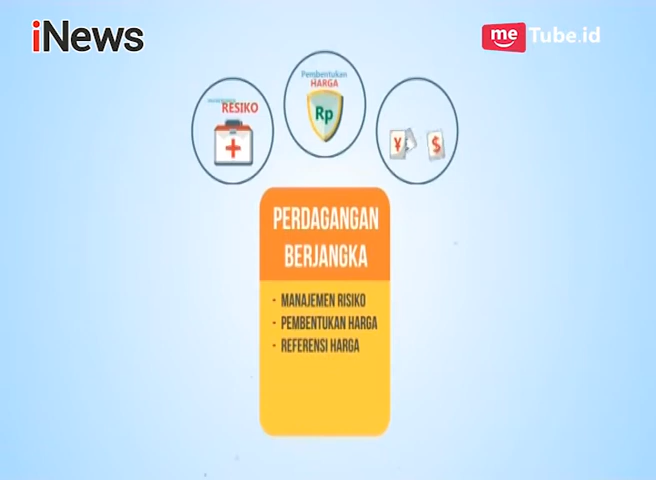 iNews
me Tube.id
Pembentukan
HARGA
RESIKO
Rp
¥ $
PERDAGANGAN
BERJANGKA
- MANAJEMEN RISIKO
- PEMBENTUKAN HARGA
- REFERENSI HARGA